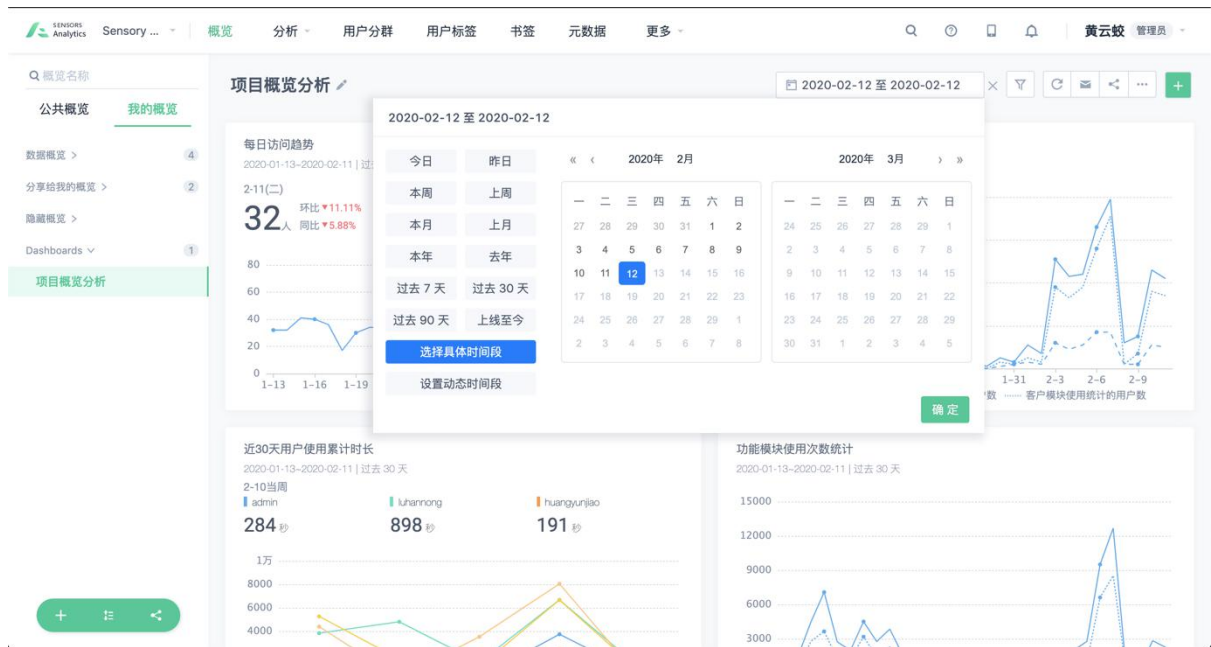 SENSORS
Analytics
Sensory ...
概览
分析
用户分群
用户标签
书签
元数据
更多
黄云蛟 管理员
概览名称
公共概览 我的概览
数据概览 > 4
分享给我的概览 > 2
隐藏概览 >
Dashboards 1
项目概览分析
项目概览分析
2020-02-12 至 2020-02-12
2020-02-12 至 2020-02-12
今日 昨日
本周 上周
本月 上月
本年 去年
过去 7 天 过去 30 天
过去 90 天 上线至今
选择具体时间段
设置动态时间段
« ‹ 2020年 2月
一 二 三 四 五 六 日
27 28 29 30 31 1 2
3 4 5 6 7 8 9
10 11 12 13 14 15 16
17 18 19 20 21 22 23
24 25 26 27 28 29 1
2 3 4 5 6 7 8
2020年 3月 › »
一 二 三 四 五 六 日
24 25 26 27 28 29 1
2 3 4 5 6 7 8
9 10 11 12 13 14 15
16 17 18 19 20 21 22
23 24 25 26 27 28 29
30 31 1 2 3 4 5
确定
每日访问趋势
2020-01-13~2020-02-11 | 过
2-11(二)
32人
环比 ▼11.11%
同比 ▼5.88%
80
60
40
20
0
1-13 1-16 1-19
1-31 2-3 2-6 2-9
数 客户模块使用统计的用户数
近30天用户使用累计时长
2020-01-13~2020-02-11 | 过去 30 天
2-10当周
admin luhannong huangyunjiao
284 秒 898 秒 191 秒
1万
8000
6000
4000
功能模块使用次数统计
2020-01-13~2020-02-11 | 过去 30 天
15000
12000
9000
6000
3000